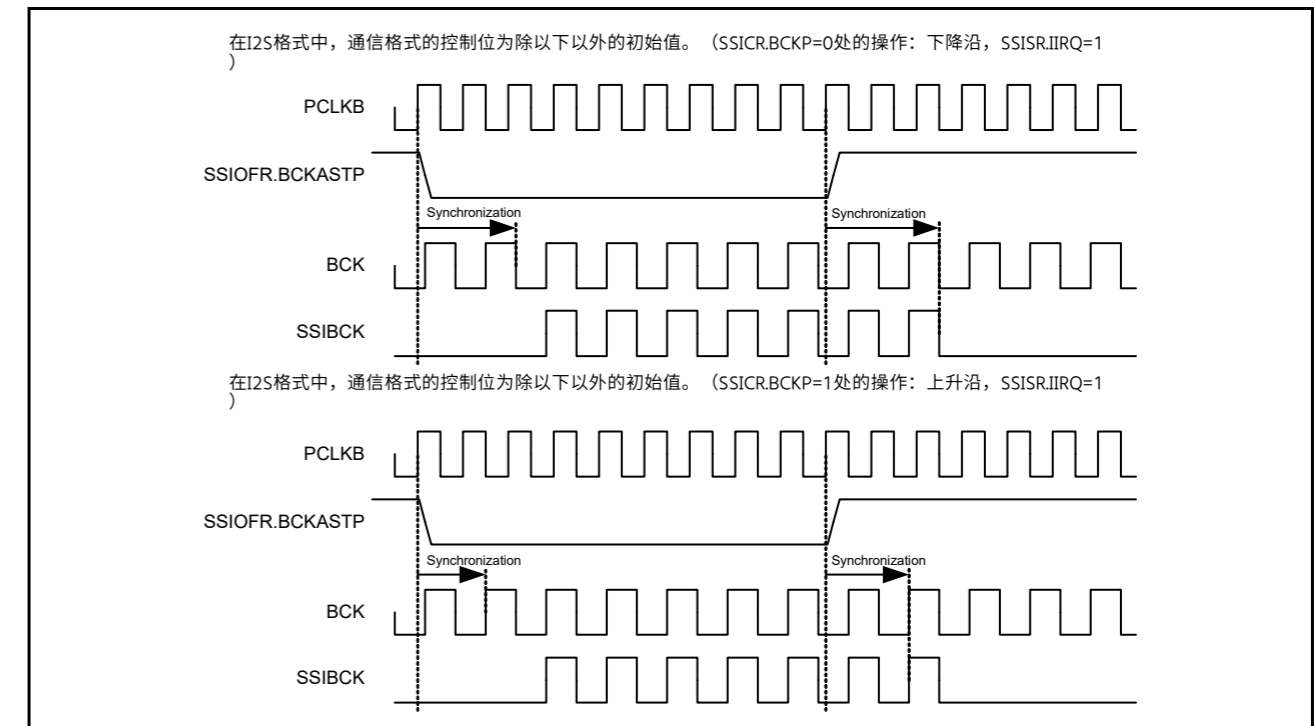 在I2S格式中，通信格式的控制位为除以下以外的初始值。（SSICR.BCKP=0处的操作：下降沿，SSISR.IIRQ=1
）
PCLKB
SSIOFR.BCKASTP
Synchronization Synchronization
BCK
SSIBCK
在I2S格式中，通信格式的控制位为除以下以外的初始值。（SSICR.BCKP=1处的操作：上升沿，SSISR.IIRQ=1
）
PCLKB
SSIOFR.BCKASTP
Synchronization Synchronization
BCK
SSIBCK